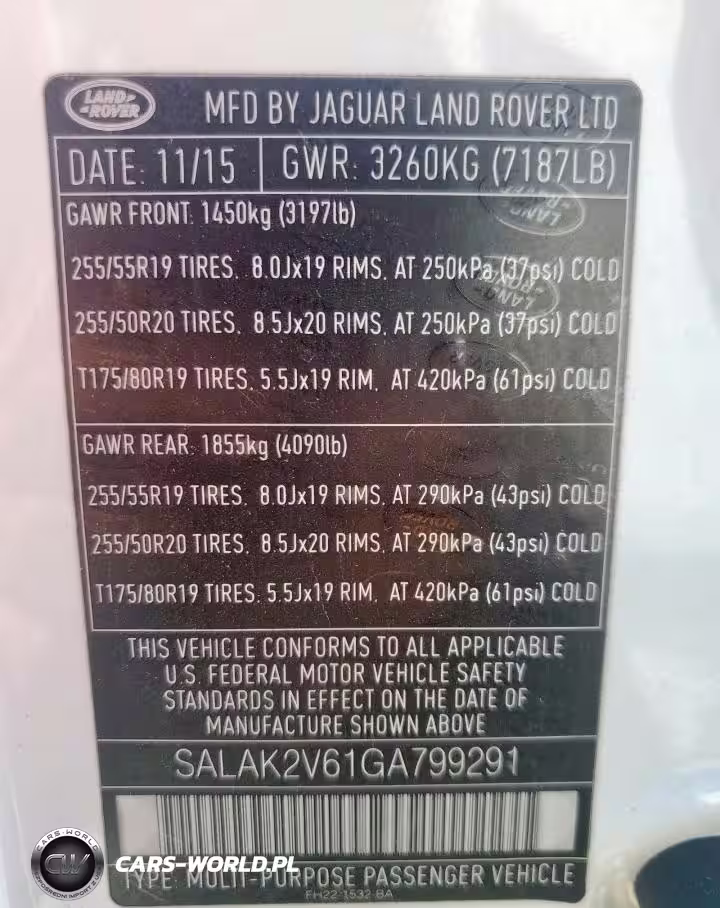 LAND-
-ROVER
MFD BY JAGUAR LAND ROVER LTD
DATE: 11/15 GWR: 3260KG (7187LB)
GAWR FRONT: 1450kg (3197lb)
255/55R19 TIRES, 8.0Jx19 RIMS, AT 250kPa (37psi) COLD
255/50R20 TIRES, 8.5Jx20 RIMS, AT 250kPa (37psi) COLD
T175/80R19 TIRES, 5.5Jx19 RIM, AT 420kPa (61psi) COLD
GAWR REAR: 1855kg (4090lb)
255/55R19 TIRES, 8.0Jx19 RIMS, AT 290kPa (43psi) COLD
255/50R20 TIRES, 8.5Jx20 RIMS, AT 290kPa (43psi) COLD
T175/80R19 TIRES, 5.5Jx19 RIM, AT 420kPa (61psi) COLD
THIS VEHICLE CONFORMS TO ALL APPLICABLE
U.S. FEDERAL MOTOR VEHICLE SAFETY
STANDARDS IN EFFECT ON THE DATE OF
MANUFACTURE SHOWN ABOVE
SALAK2V61GA799291
CARS-WORLD
CW
CARS-WORLD.PL
TYPE: MULTI-PURPOSE PASSENGER VEHICLE
FH22-1532-BA